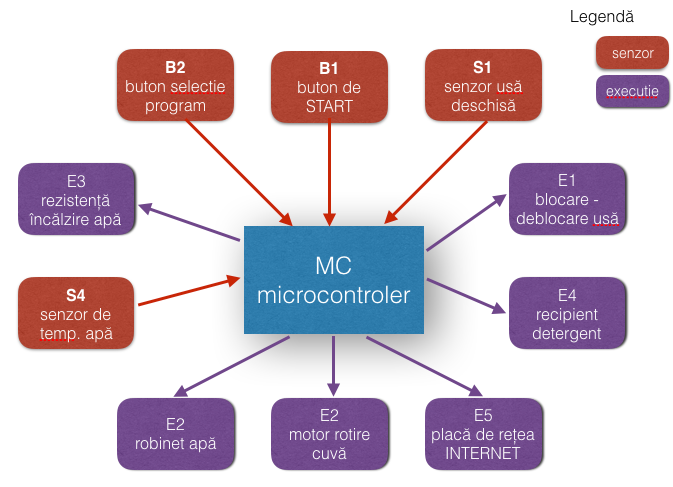 Legendă
senzor
executie
B2
buton selectie
program
B1
buton de
START
S1
senzor usă
deschisă
E3
rezistență
încălzire apă
E1
blocare -
deblocare usă
MC
microcontroler
S4
senzor de
temp. apă
E4
recipient
detergent
E2
robinet apă
E2
motor rotire
cuvă
E5
placă de rețea
INTERNET